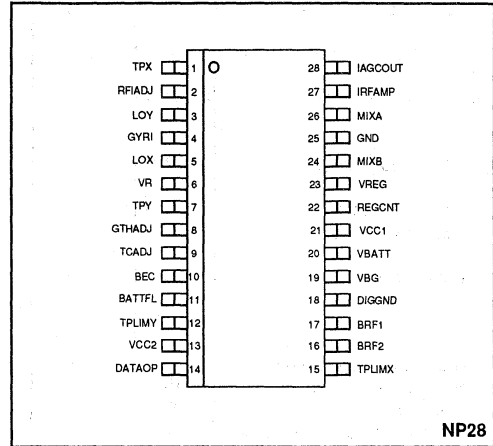 TPX 1 28 IAGCOUT
RFIADJ 2 27 IRFAMP
LOY 3 26 MIXA
GYRI 4 25 GND
LOX 5 24 MIXB
VR 6 23 VREG
TPY 7 22 REGCNT
GTHADJ 8 21 VCC1
TCADJ 9 20 VBATT
BEC 10 19 VBG
BATTFL 11 18 DIGGND
TPLIMY 12 17 BRF1
VCC2 13 16 BRF2
DATAOP 14 15 TPLIMX
NP28